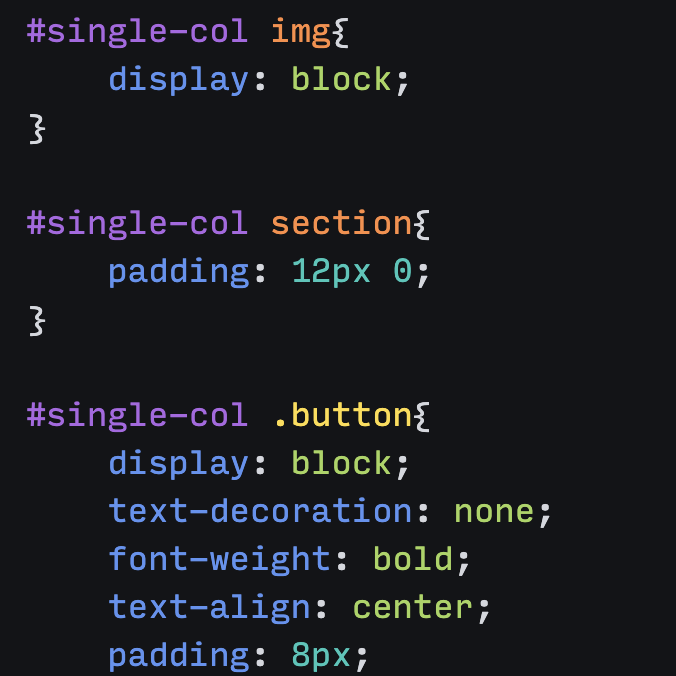 #single-col img{
    display: block;
}

#single-col section{
    padding: 12px 0;
}

#single-col .button{
    display: block;
    text-decoration: none;
    font-weight: bold;
    text-align: center;
    padding: 8px;